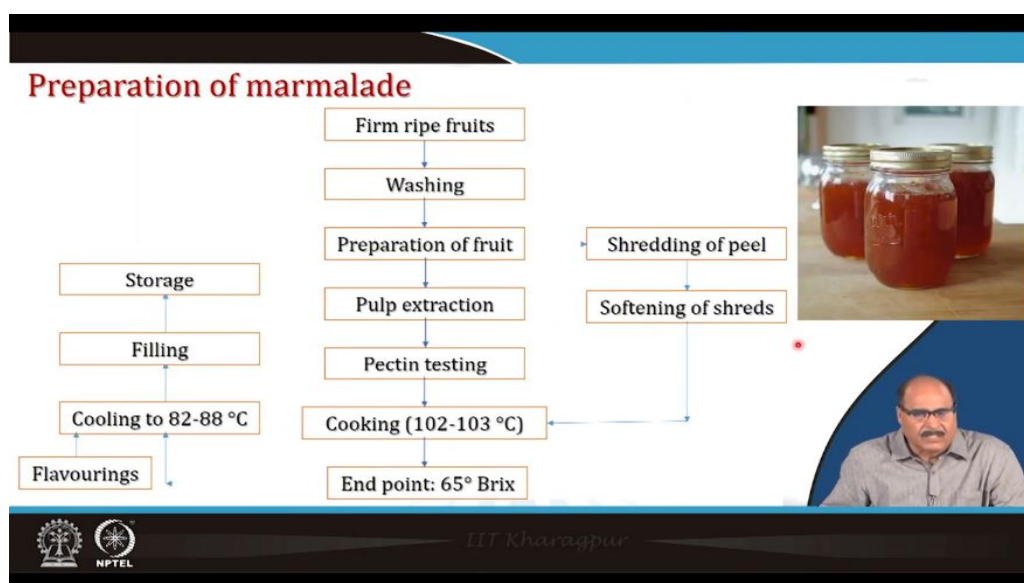 Preparation of marmalade
Firm ripe fruits
Washing
Preparation of fruit
Shredding of peel
Storage
Pulp extraction
Softening of shreds
Filling
Pectin testing
Cooling to 82-88 °C
Cooking (102-103 °C)
Flavourings
End point: 65° Brix
NPTEL
IIT Kharagpur